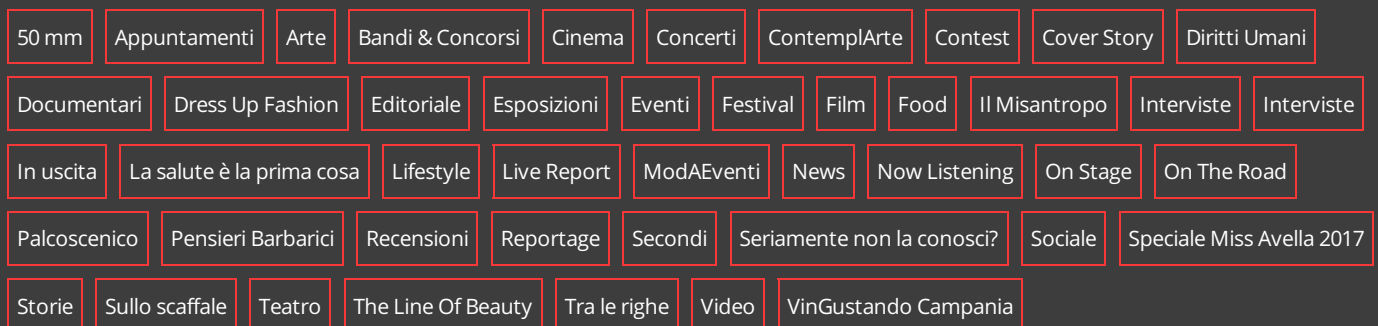 50 mm Appuntamenti Arte Bandi & Concorsi Cinema Concerti ContemplArte Contest Cover Story Diritti Umani
Documentari Dress Up Fashion Editoriale Esposizioni Eventi Festival Film Food Il Misantropo Interviste Interviste
In uscita La salute è la prima cosa Lifestyle Live Report ModAEventi News Now Listening On Stage On The Road
Palcoscenico Pensieri Barbarici Recensioni Reportage Secondi Seriamente non la conosci? Sociale Speciale Miss Avella 2017
Storie Sullo scaffale Teatro The Line Of Beauty Tra le righe Video VinGustando Campania